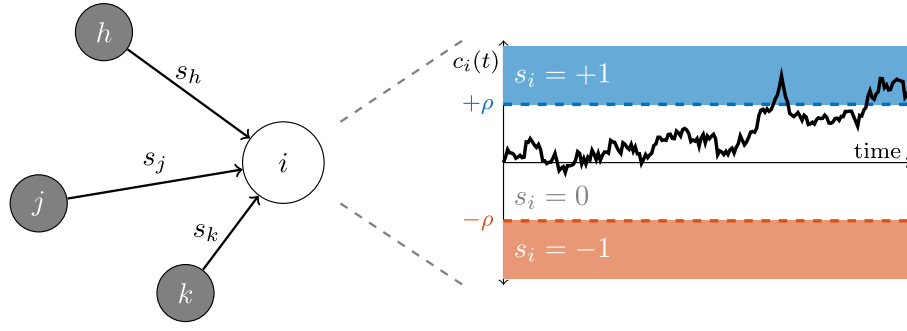 h
s_h
s_j
i
j
s_k
k
c_i(t)
s_i = +1
+ρ
time
s_i = 0
−ρ
s_i = −1